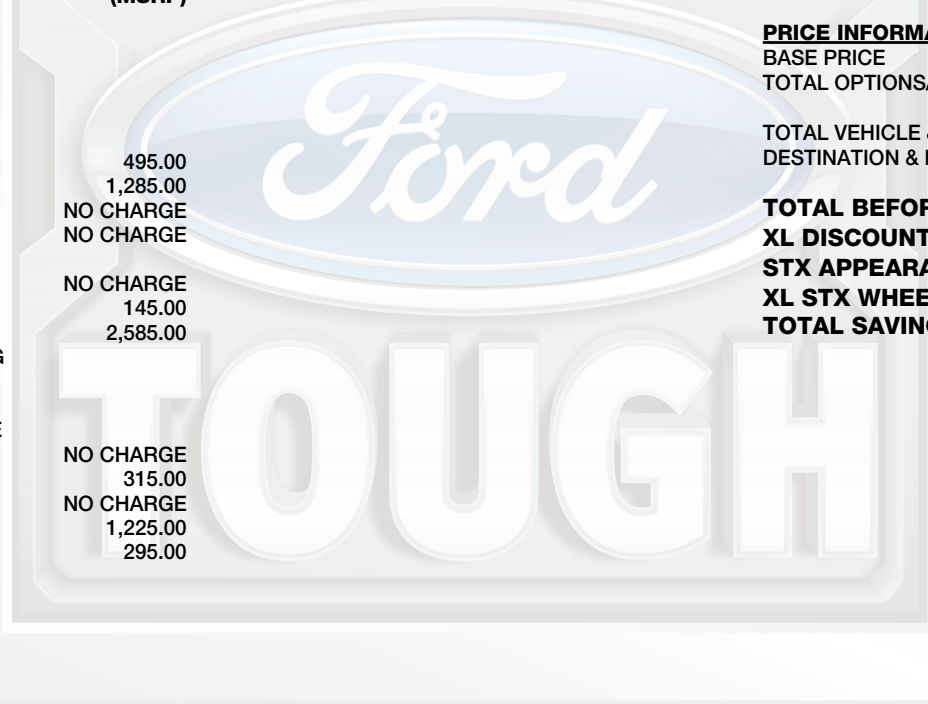 (MSRP)
495.00
1,285.00
NO CHARGE
NO CHARGE
NO CHARGE
145.00
2,585.00
G
E
NO CHARGE
315.00
NO CHARGE
1,225.00
295.00
Ford
TOUGH
PRICE INFORMA
BASE PRICE
TOTAL OPTIONS/
TOTAL VEHICLE &
DESTINATION &
TOTAL BEFOR
XL DISCOUNT
STX APPEARA
XL STX WHEE
TOTAL SAVING